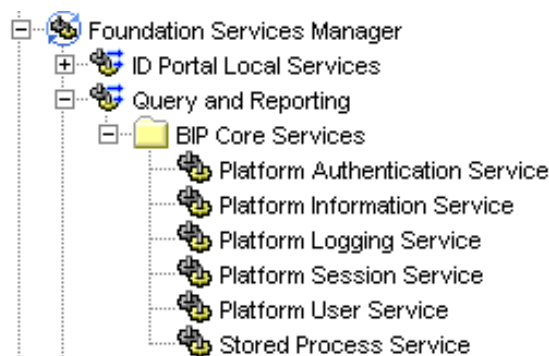 Foundation Services Manager
ID Portal Local Services
Query and Reporting
BIP Core Services
Platform Authentication Service
Platform Information Service
Platform Logging Service
Platform Session Service
Platform User Service
Stored Process Service